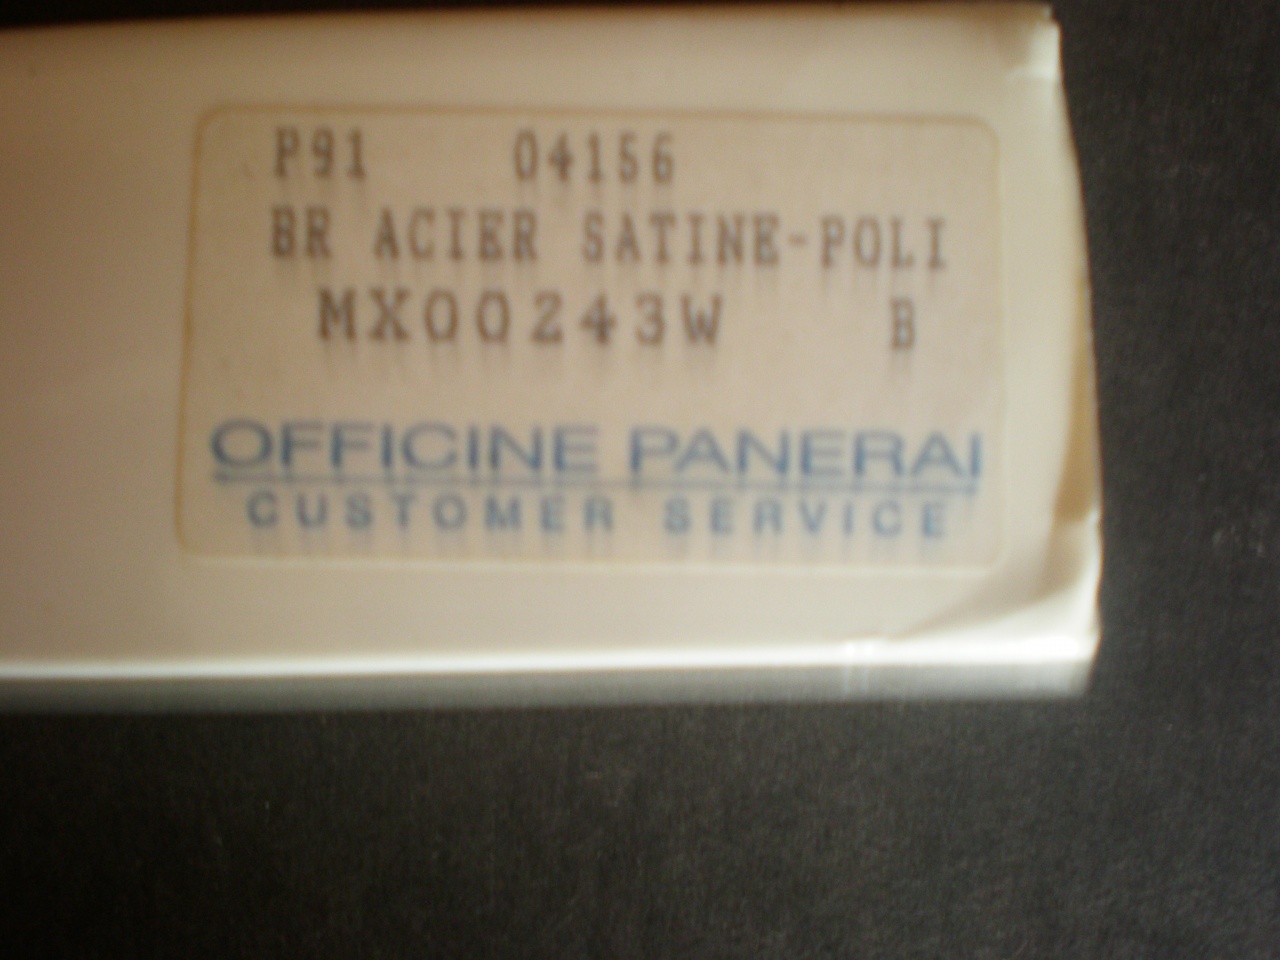 P91 04156
BR ACIER SATINE-POLI
MX00243W B
OFFICINE PANERAI
CUSTOMER SERVICE